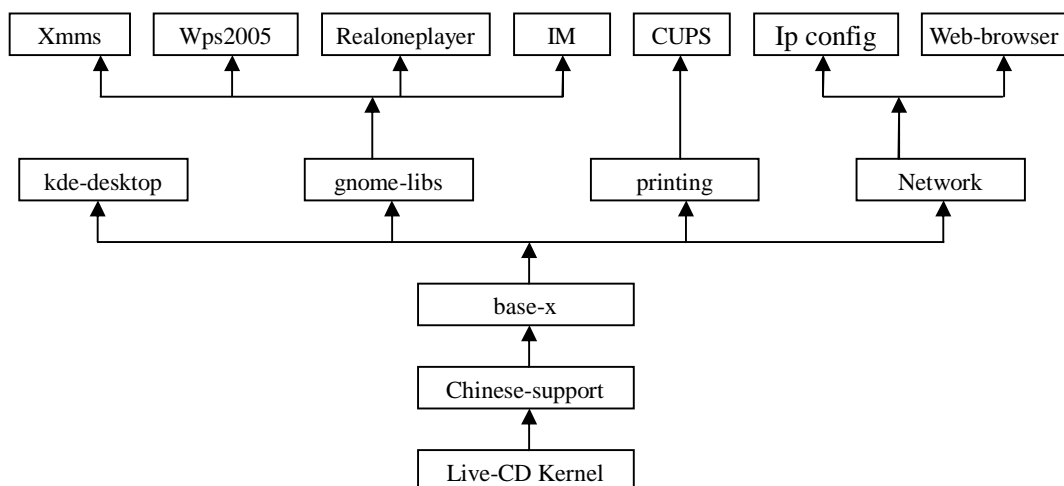 Xmms
Wps2005
Realoneplayer
IM
CUPS
Ip config
Web-browser
kde-desktop
gnome-libs
printing
Network
base-x
Chinese-support
Live-CD Kernel